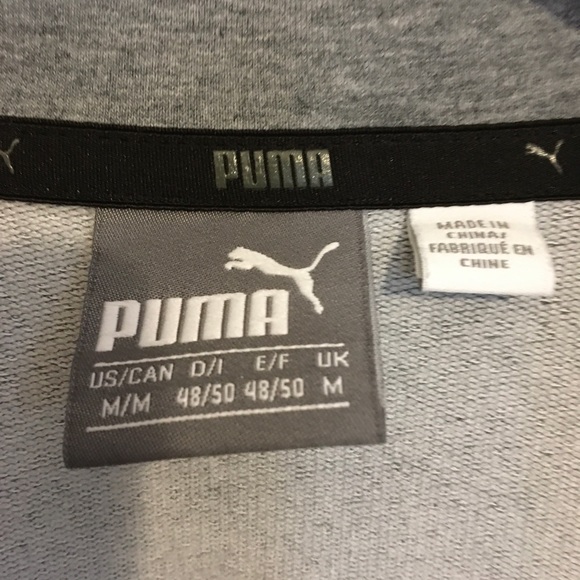 PUMA
MADE IN
CHINA/
FABRIQUÉ EN
CHINE
PUMA
US/CAN D/I E/F UK
M/M 48/50 48/50 M